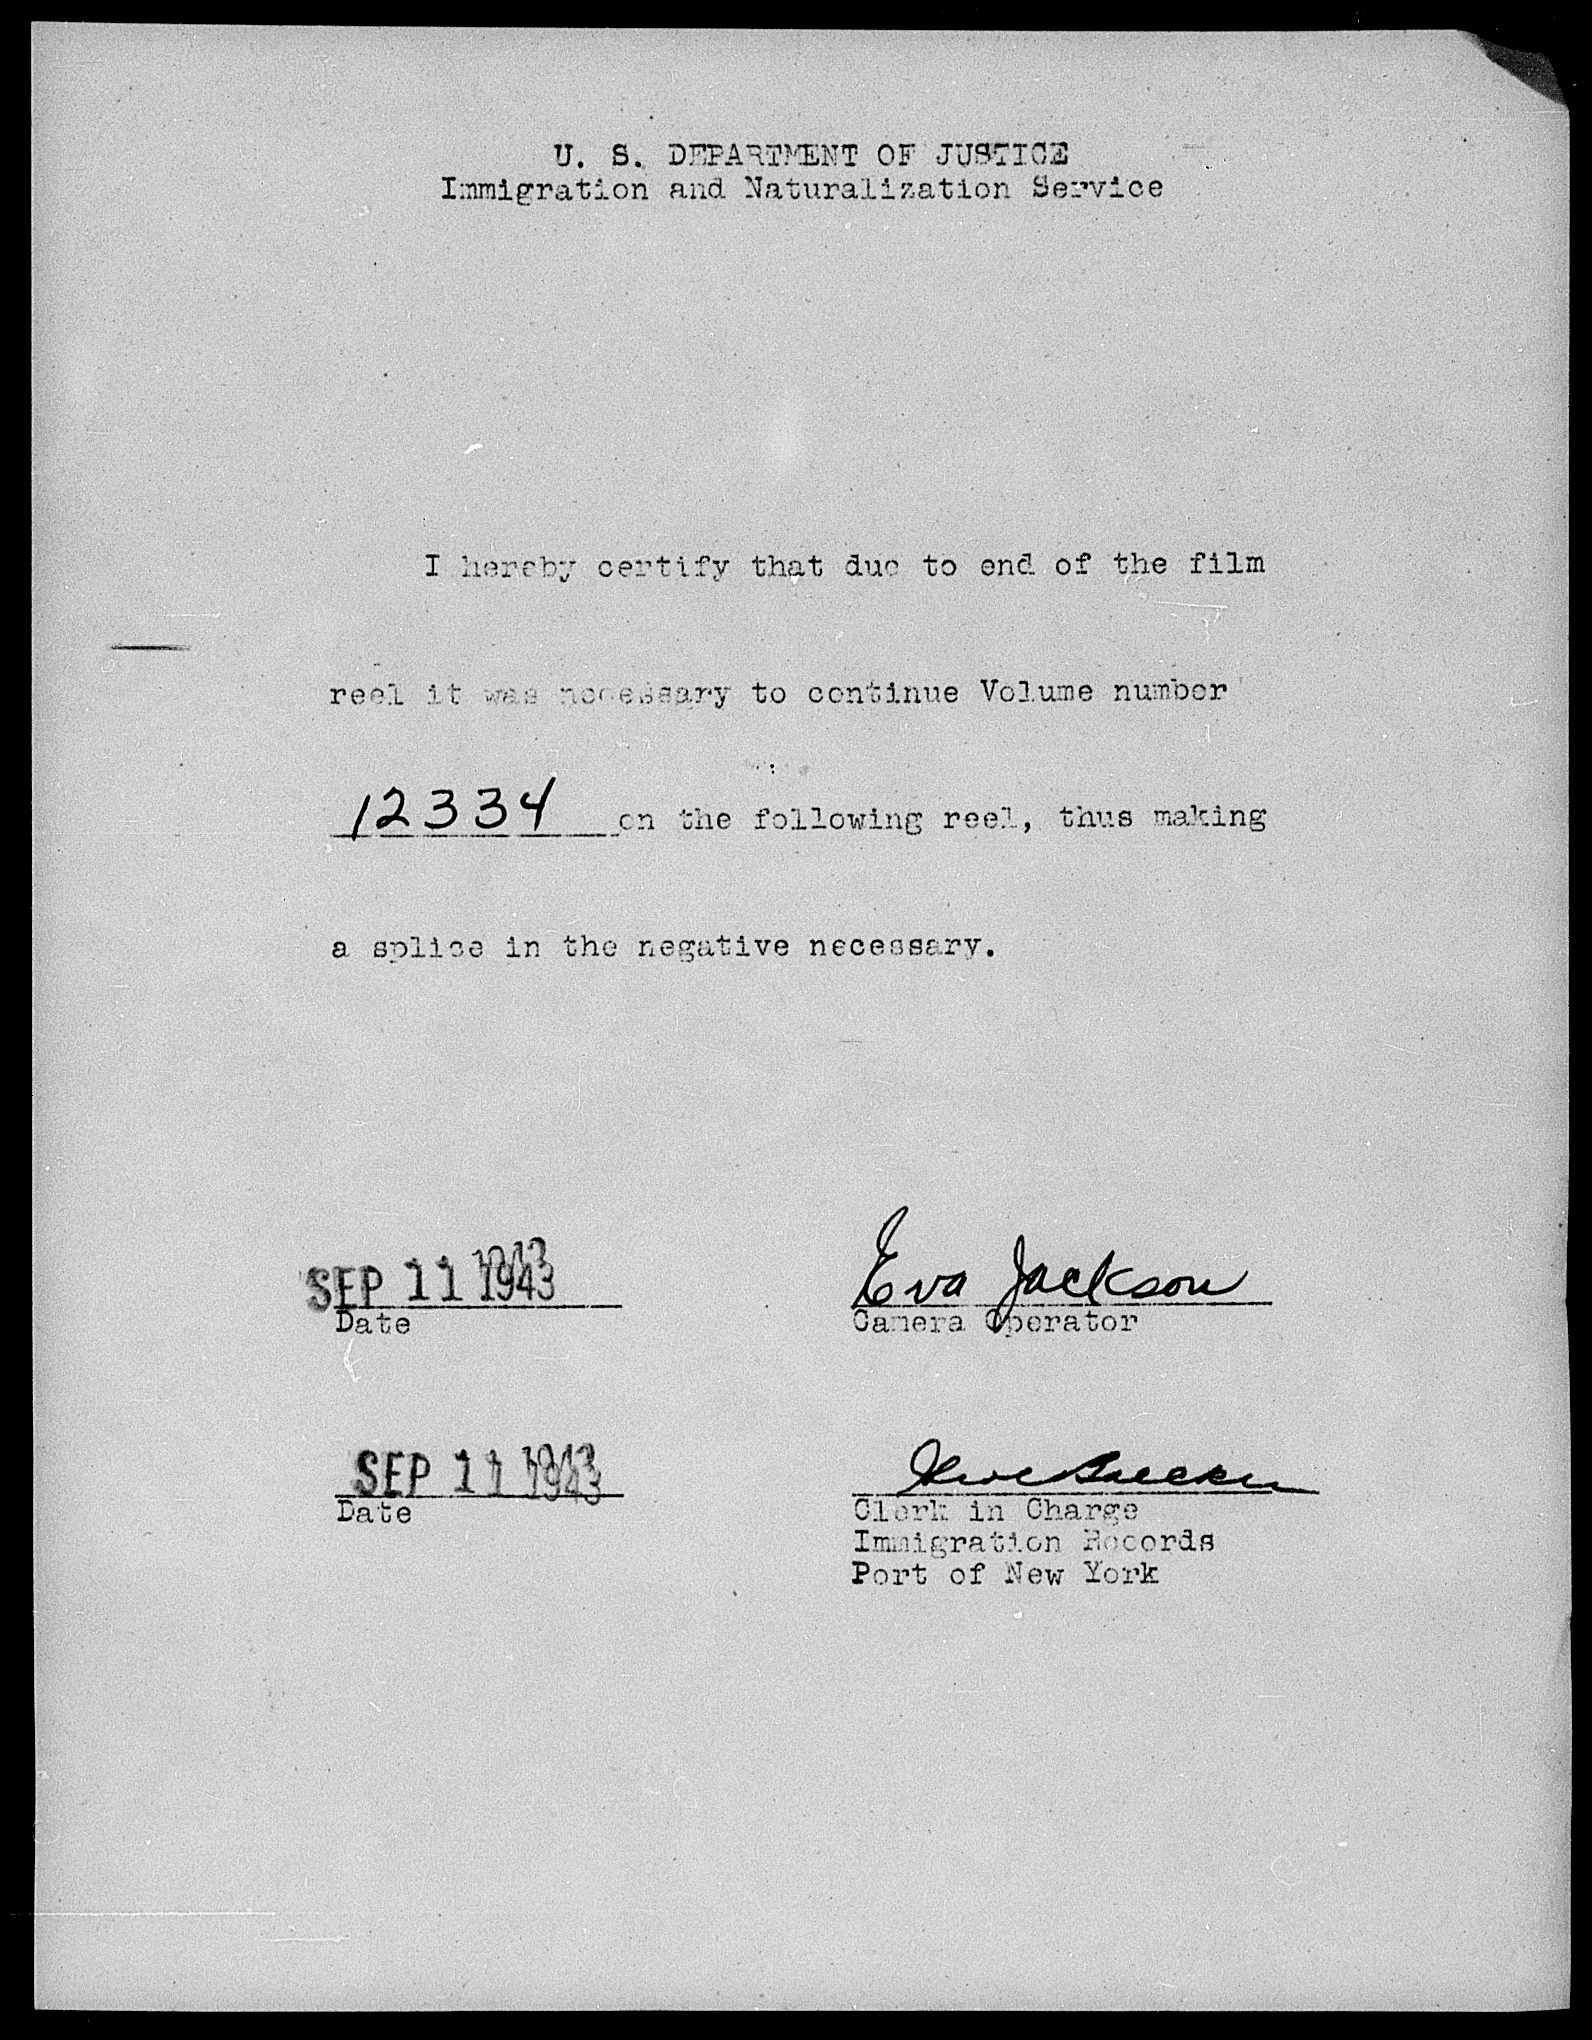 U. S. DEPARTMENT OF JUSTICE
Immigration and Naturalization Service
I hereby certify that due to end of the film
reel it was necessary to continue Volume number
12334 on the following reel, thus making
a splice in the negative necessary.
SEP 11 1943
Eva Jackson
Date
Camera Operator
SEP 11 1943
Date
Clerk in Charge
Immigration Records
Port of New York